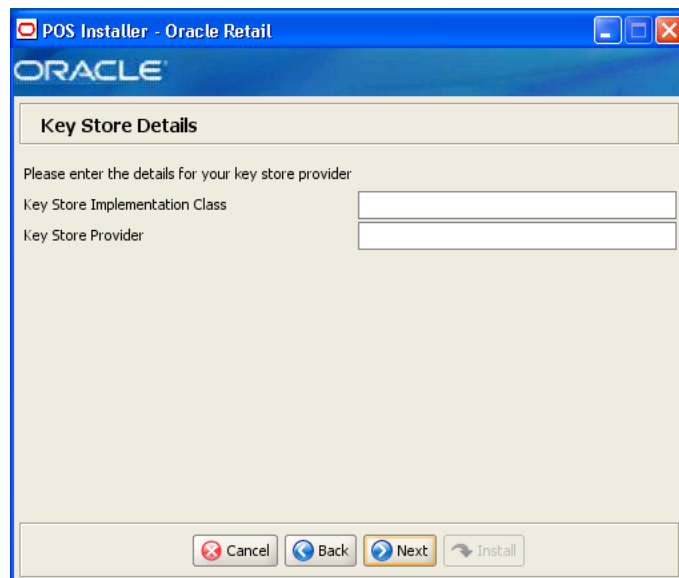 POS Installer - Oracle Retail
ORACLE
Key Store Details
Please enter the details for your key store provider
Key Store Implementation Class
Key Store Provider
Cancel Back Next Install